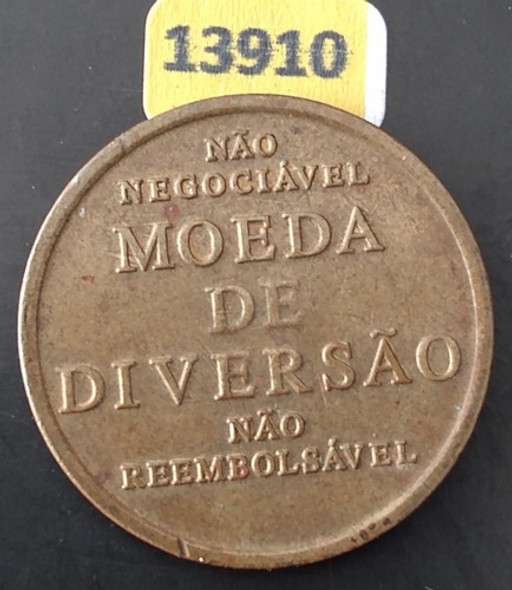 13910
NÃO
NEGOCIÁVEL
MOEDA
DE
DIVERSÃO
NÃO
REEMBOLSÁVEL